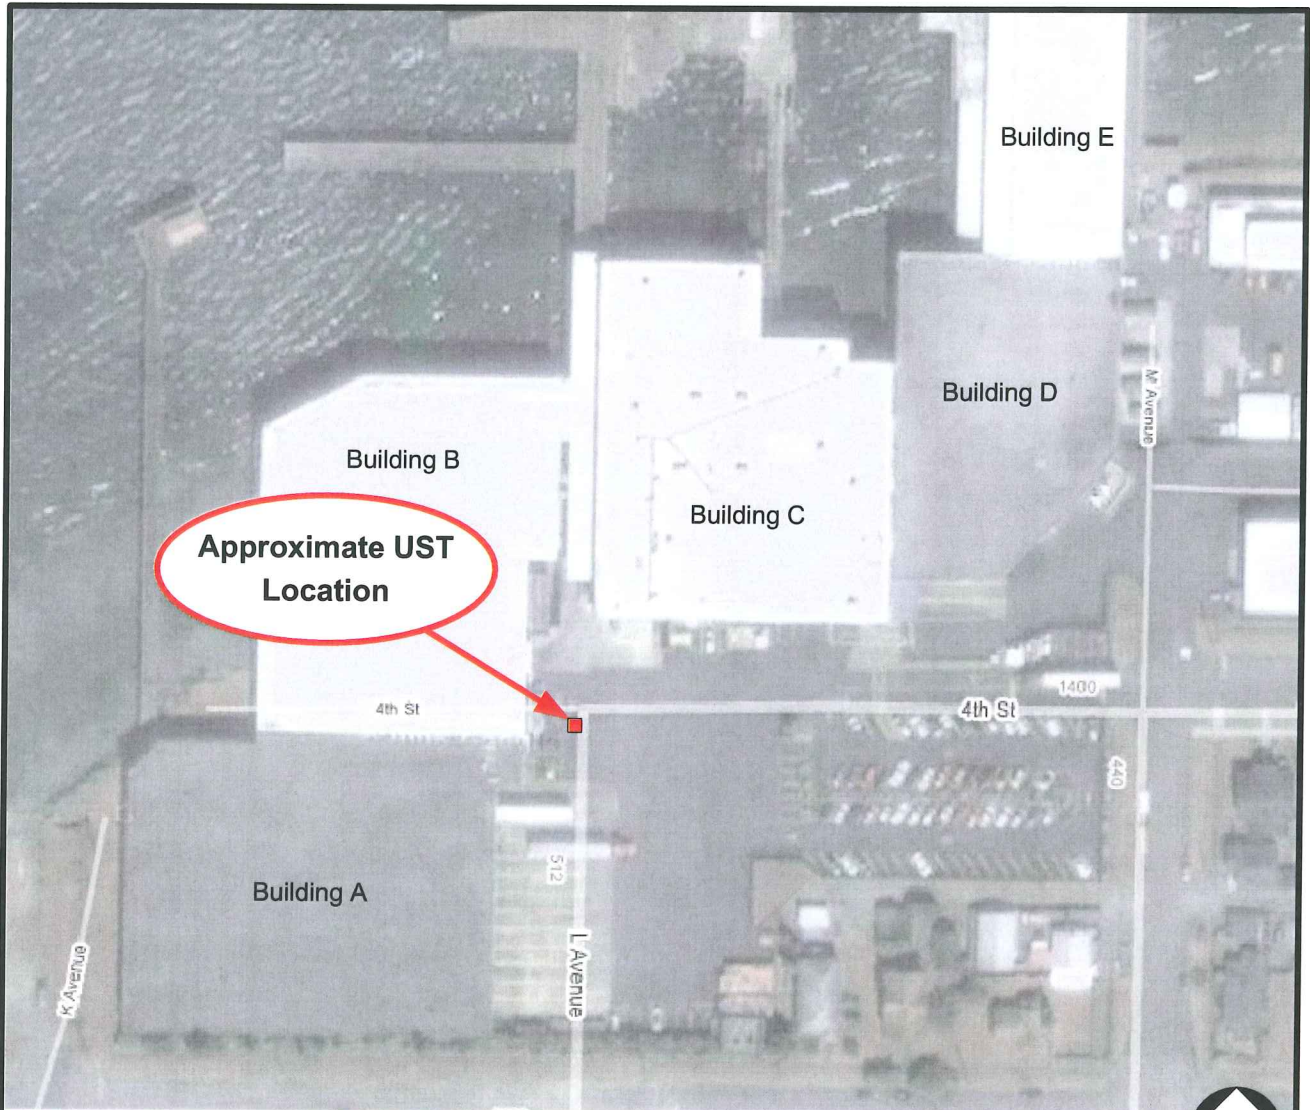 Building E
Building D
M Avenue
Building B
Building C
Approximate UST
Location
1400
4th St
4th St
440
512
Building A
L Avenue
K Avenue